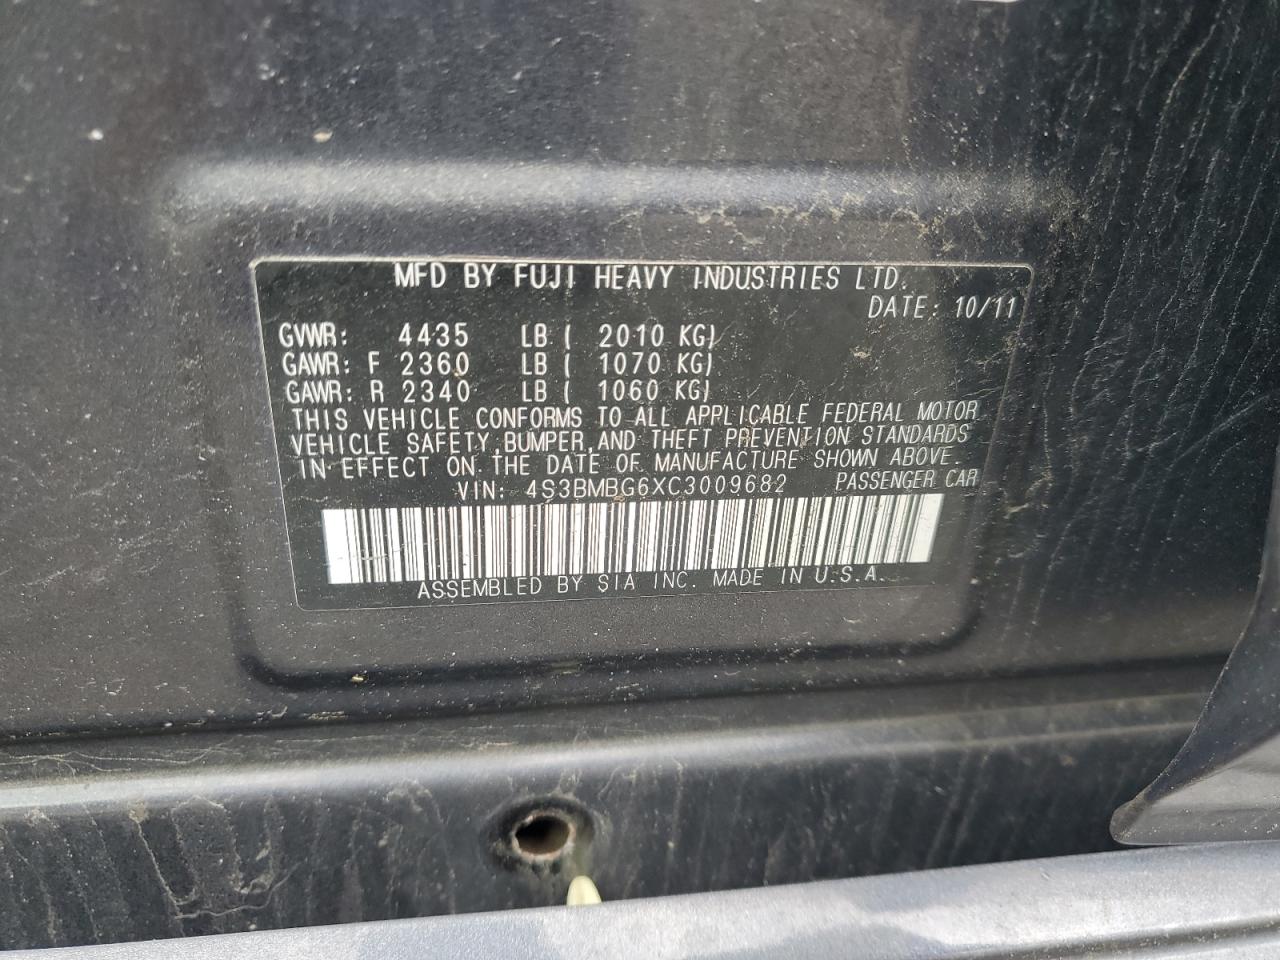 MFD BY FUJI HEAVY INDUSTRIES LTD.
DATE: 10/11
GVWR: 4435 LB ( 2010 KG)
GAWR: F 2360 LB ( 1070 KG)
GAWR: R 2340 LB ( 1060 KG)
THIS VEHICLE CONFORMS TO ALL APPLICABLE FEDERAL MOTOR
VEHICLE SAFETY, BUMPER, AND THEFT PREVENTION STANDARDS
IN EFFECT ON THE DATE OF MANUFACTURE SHOWN ABOVE.
VIN: 4S3BMBG6XC3009682 PASSENGER CAR
ASSEMBLED BY SIA INC. MADE IN U.S.A.